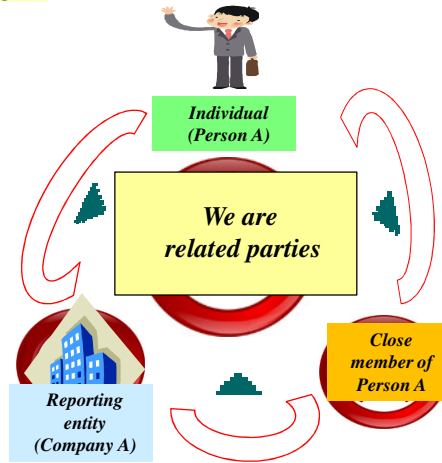 Individual
(Person A)
We are
related parties
Close
member of
Person A
Reporting
entity
(Company A)